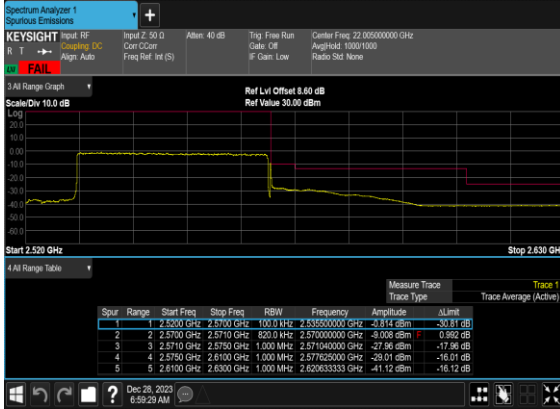 Spectrum Analyzer 1
Spurious Emissions
+
KEYSIGHT Input: RF Input Z: 50 Ω Atten: 40 dB Trig: Free Run Center Freq: 22.005000000 GHz
R T Coupling: DC Corr CCorr Gate: Off Avg|Hold: 1000/1000
Align: Auto Freq Ref: Int (S) IF Gain: Low Radio Std: None
FAIL
3 All Range Graph
Ref Lvl Offset 8.60 dB
Scale/Div 10.0 dB Ref Value 30.00 dBm
Log
20.0
10.0
0.00
-10.0
-20.0
-30.0
-40.0
-50.0
-60.0
Start 2.520 GHz Stop 2.630 GH
4 All Range Table
Measure Trace Trace 1
Trace Type Trace Average (Active)
Spur Range Start Freq Stop Freq RBW Frequency Amplitude ΔLimit
1 1 2.5200 GHz 2.5700 GHz 100.0 kHz 2.535500000 GHz -0.814 dBm -30.81 dB
2 2 2.5700 GHz 2.5710 GHz 820.0 kHz 2.570000000 GHz -9.008 dBm F 0.992 dB
3 3 2.5710 GHz 2.5750 GHz 1.000 MHz 2.571040000 GHz -27.96 dBm -17.96 dB
4 4 2.5750 GHz 2.6100 GHz 1.000 MHz 2.577625000 GHz -29.01 dBm -16.01 dB
5 5 2.6100 GHz 2.6300 GHz 1.000 MHz 2.620633333 GHz -41.12 dBm -16.12 dB
?
Dec 28, 2023
6:59:29 AM